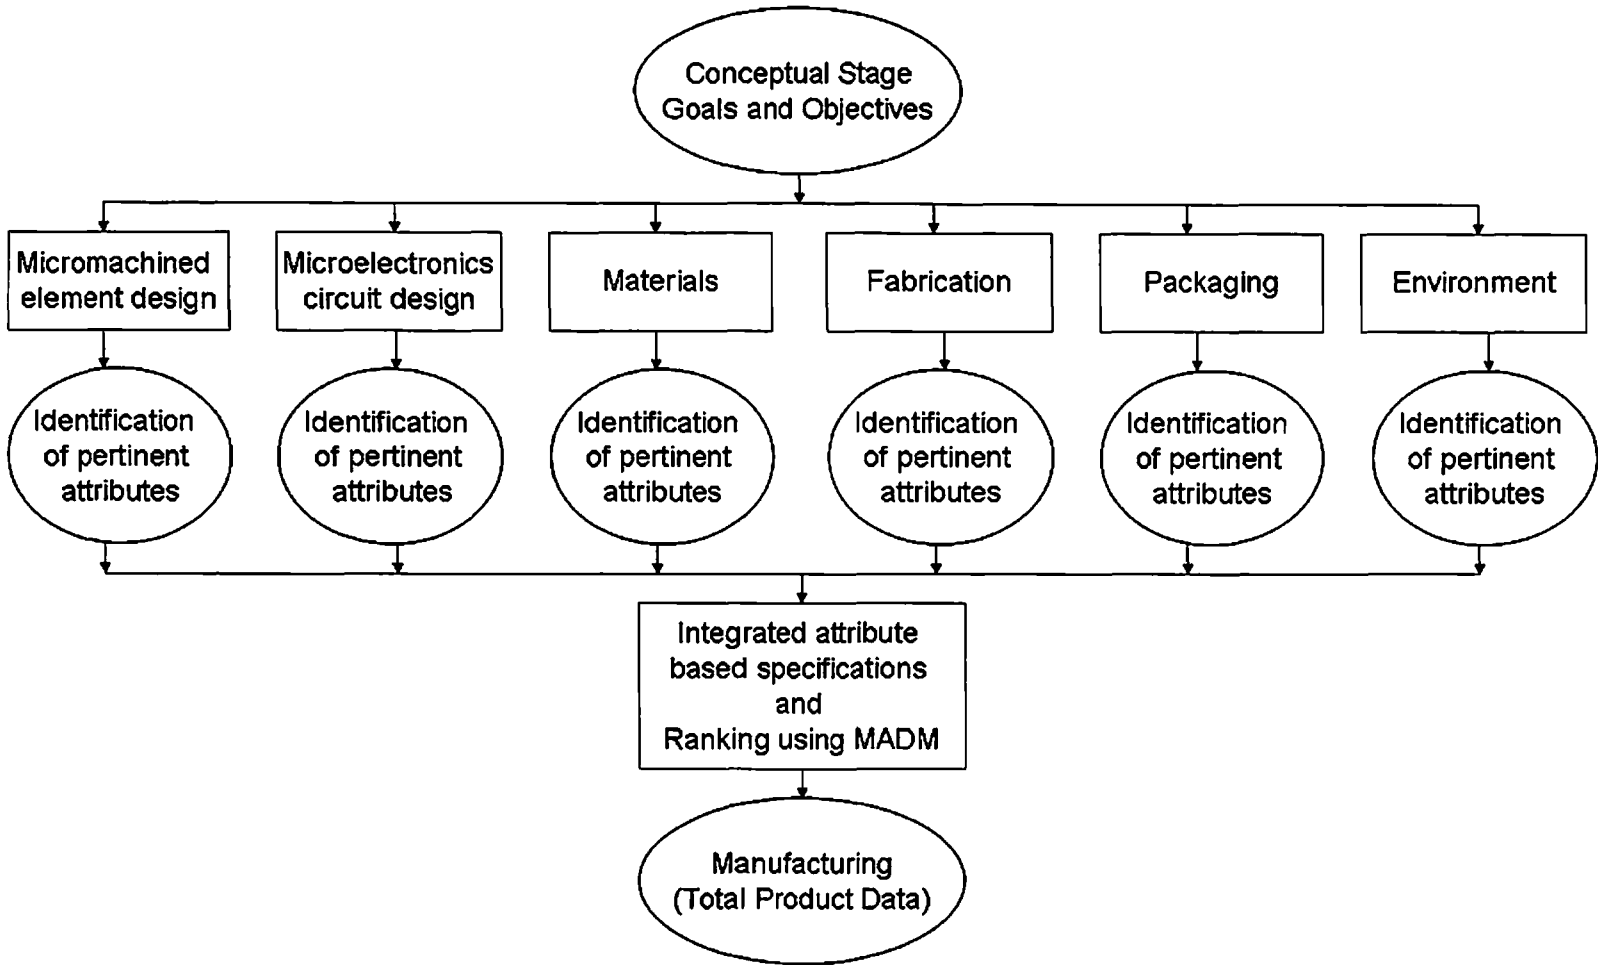 Conceptual Stage
Goals and Objectives
Micromachined
element design
Microelectronics
circuit design
Materials
Fabrication
Packaging
Environment
Identification
of pertinent
attributes
Identification
of pertinent
attributes
Identification
of pertinent
attributes
Identification
of pertinent
attributes
Identification
of pertinent
attributes
Identification
of pertinent
attributes
Integrated attribute
based specifications
and
Ranking using MADM
Manufacturing
(Total Product Data)